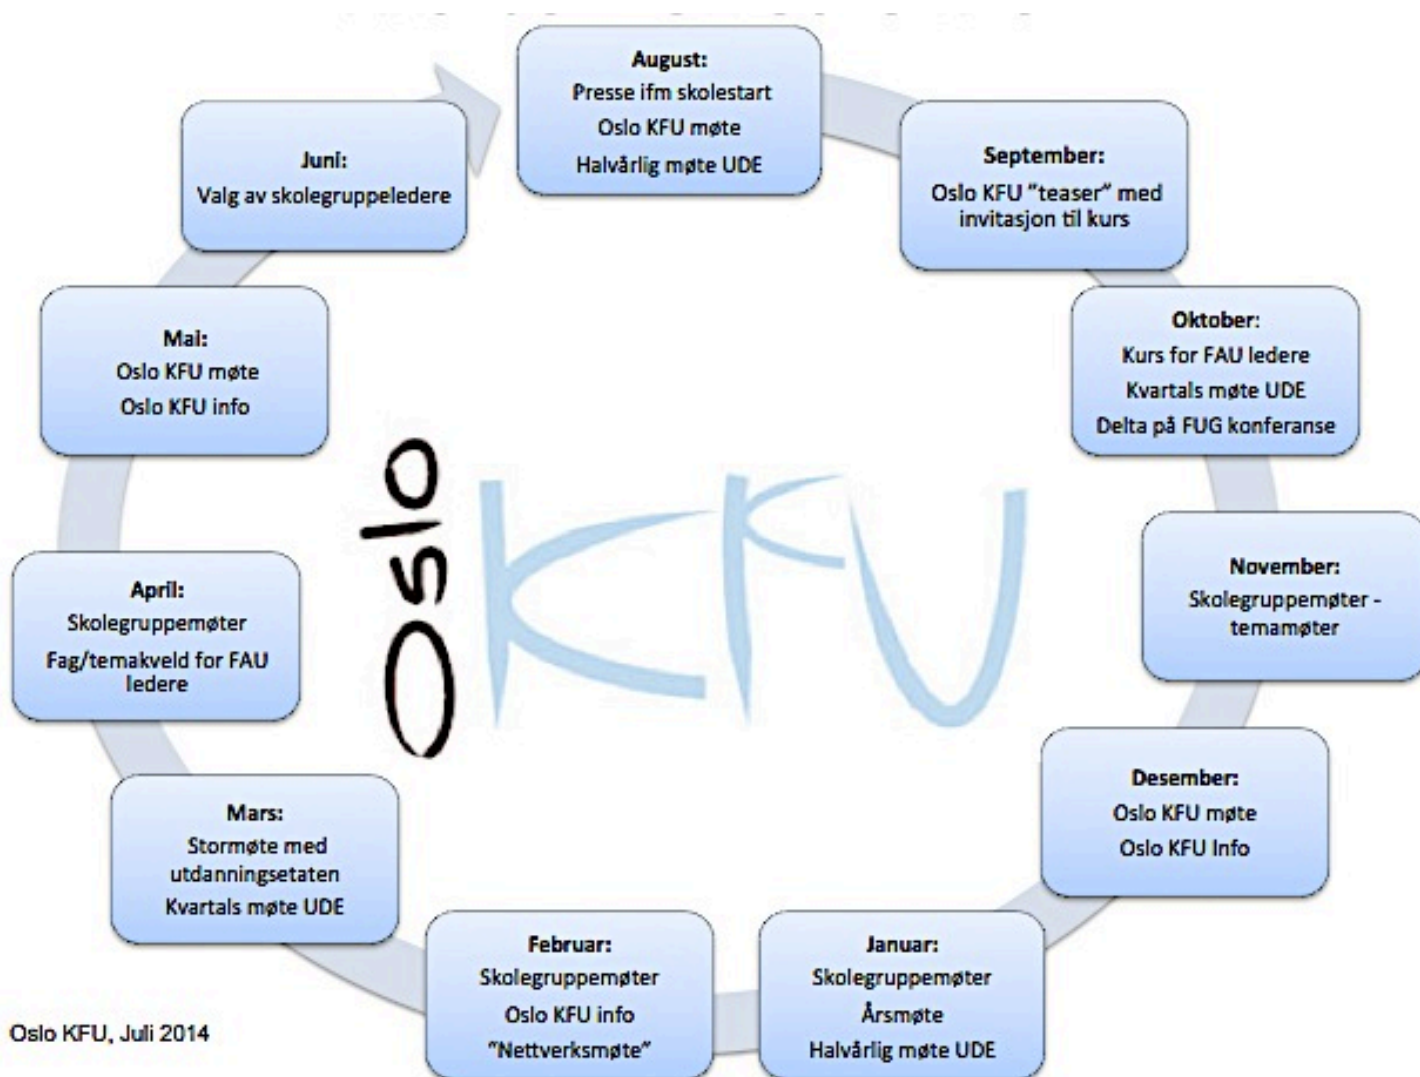 August:
Presse ifm skolestart
Oslo KFU møte
Halvårlig møte UDE
September:
Oslo KFU "teaser" med
invitasjon til kurs
Oktober:
Kurs for FAU ledere
Kvartals møte UDE
Delta på FUG konferanse
November:
Skolegruppemøter -
temamøter
Desember:
Oslo KFU møte
Oslo KFU Info
Januar:
Skolegruppemøter
Årsmøte
Halvårlig møte UDE
Februar:
Skolegruppemøter
Oslo KFU info
"Nettverksmøte"
Mars:
Stormøte med
utdanningsetaten
Kvartals møte UDE
April:
Skolegruppemøter
Fag/temakveld for FAU
ledere
Mai:
Oslo KFU møte
Oslo KFU info
Juni:
Valg av skolegruppeledere
Oslo
KFU
Oslo KFU, Juli 2014